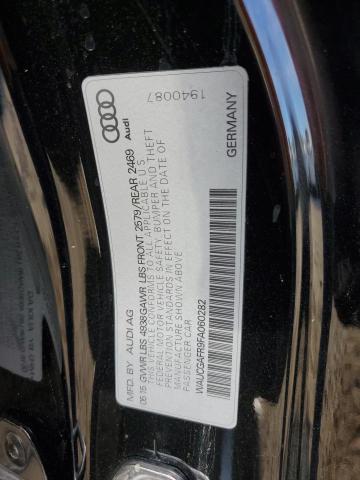 1940087
Audi
MFD. BY AUDI AG
05 15 GVWR LBS 4938 GAWR LBS FRONT 2579/REAR 2469
THIS VEHICLE CONFORMS TO ALL APPLICABLE U S
FEDERAL MOTOR VEHICLE SAFETY, BUMPER AND THEFT
PREVENTION STANDARDS IN EFFECT ON THE DATE OF
MANUFACTURE SHOWN ABOVE
PASSENGER CAR
WAUCGAFR9FA060282
GERMANY